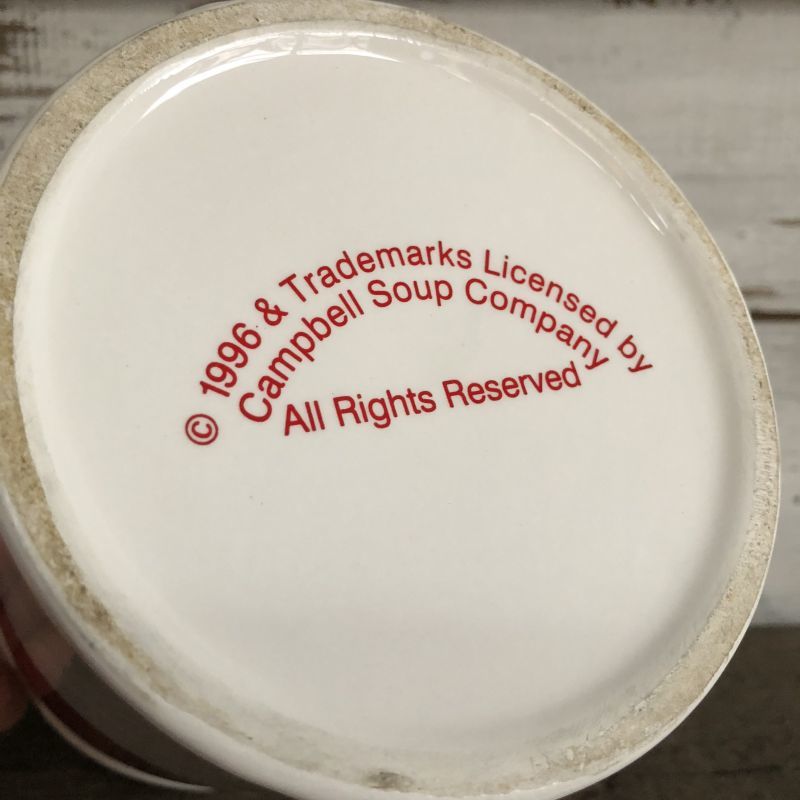 © 1996 & Trademarks Licensed by
Campbell Soup Company
All Rights Reserved